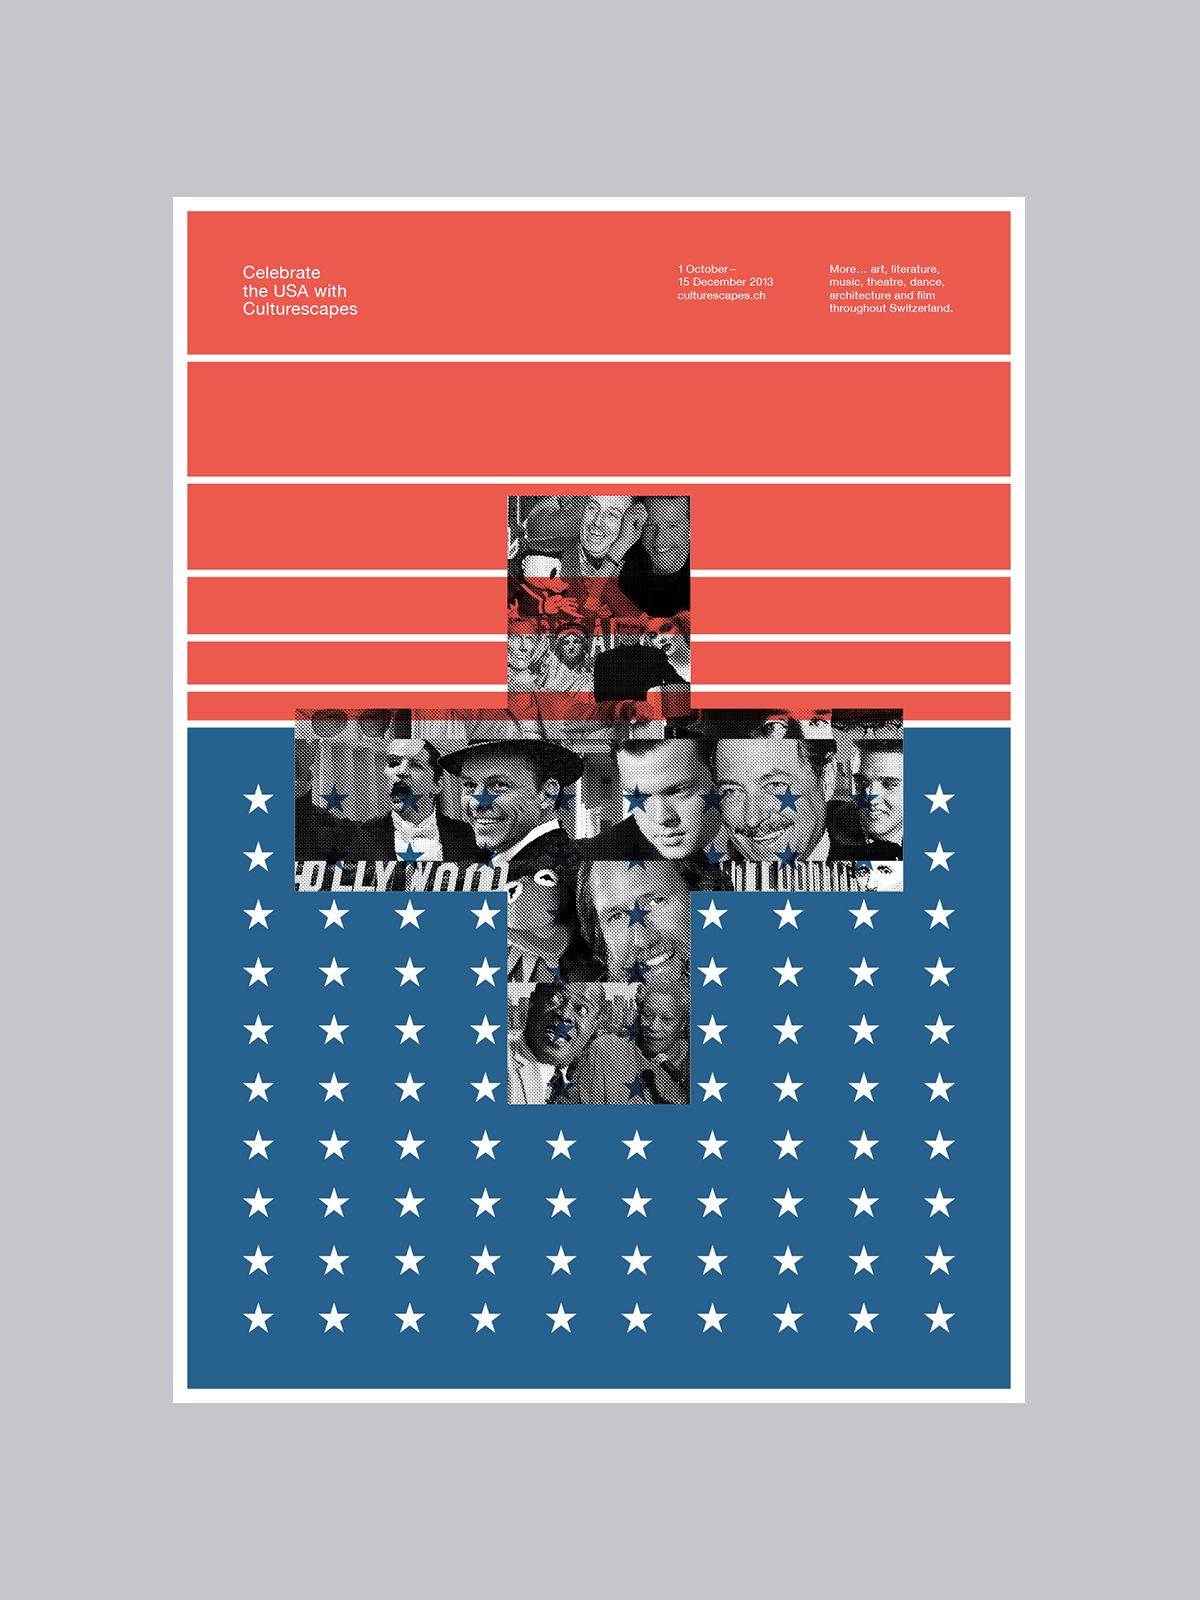 Celebrate
the USA with
Culturescapes
1 October –
15 December 2013
culturescapes.ch
More... art, literature,
music, theatre, dance,
architecture and film
throughout Switzerland.
HOLLYWOOD